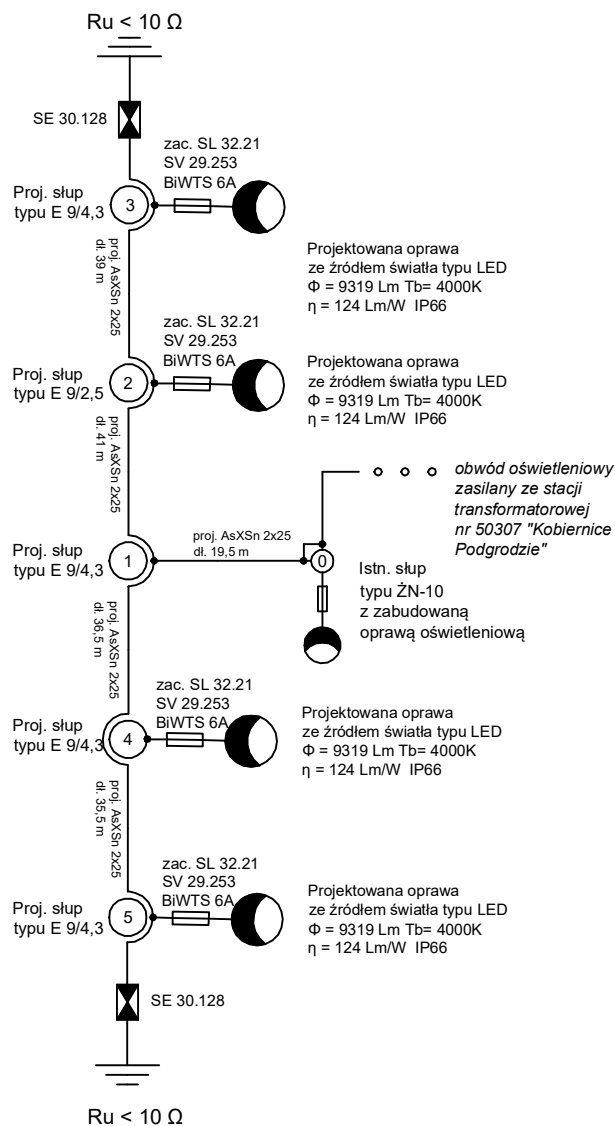 Ru < 10 Ω
SE 30.128
zac. SL 32.21
SV 29.253
BiWTS 6A
Proj. słup
typu E 9/4,3
3
proj. AsXSn 2x25
dł. 39 m
Projektowana oprawa
ze źródłem światła typu LED
Φ = 9319 Lm Tb= 4000K
η = 124 Lm/W IP66
zac. SL 32.21
SV 29.253
BiWTS 6A
Proj. słup
typu E 9/2,5
2
Projektowana oprawa
ze źródłem światła typu LED
Φ = 9319 Lm Tb= 4000K
η = 124 Lm/W IP66
proj. AsXSn 2x25
dł. 41 m
obwód oświetleniowy
zasilany ze stacji
transformatorowej
nr 50307 "Kobiernice
Podgrodzie"
Proj. słup
typu E 9/4,3
1
proj. AsXSn 2x25
dł. 19,5 m
0
Istn. słup
typu ŻN-10
z zabudowaną
oprawą oświetleniową
proj. AsXSn 2x25
dł. 36,5 m
zac. SL 32.21
SV 29.253
BiWTS 6A
Proj. słup
typu E 9/4,3
4
Projektowana oprawa
ze źródłem światła typu LED
Φ = 9319 Lm Tb= 4000K
η = 124 Lm/W IP66
proj. AsXSn 2x25
dł. 35,5 m
zac. SL 32.21
SV 29.253
BiWTS 6A
Proj. słup
typu E 9/4,3
5
Projektowana oprawa
ze źródłem światła typu LED
Φ = 9319 Lm Tb= 4000K
η = 124 Lm/W IP66
SE 30.128
Ru < 10 Ω